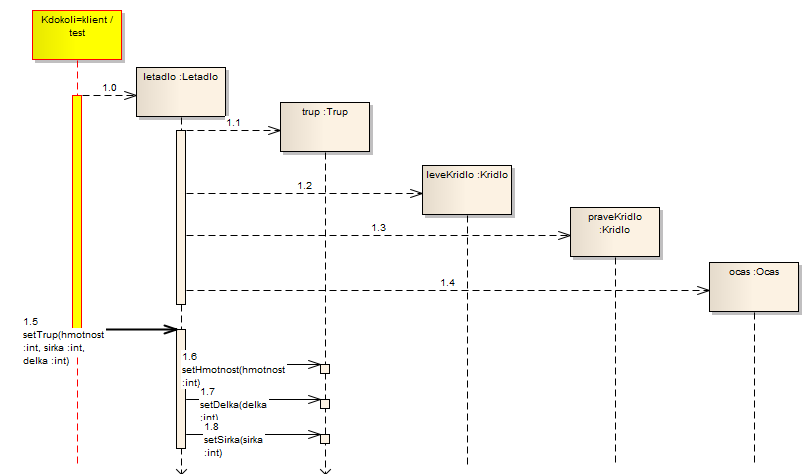 Kdokoli=klient /
test
letadlo :Letadlo
1.0
trup :Trup
1.1
leveKridlo :Kridlo
1.2
praveKridlo
:Kridlo
1.3
ocas :Ocas
1.4
1.5
setTrup(hmotnost
:int, sirka :int,
delka :int)
1.6
setHmotnost(hmotnost
:int)
1.7
setDelka(delka
:int)
1.8
setSirka(sirka
:int)